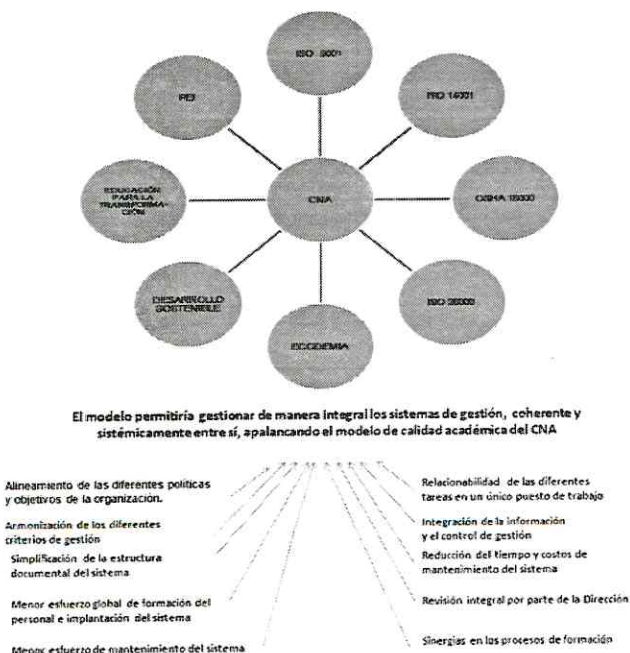 ISO 9001
PEI
ISO 14001
EDUCACIÓN
PARA LA
TRANSFORMA-
CIÓN
CNA
OSHA 18000
DESARROLLO
SOSTENIBLE
ISO 26000
ECODEMIA
El modelo permitiría gestionar de manera integral los sistemas de gestión, coherente y
sistémicamente entre sí, apalancando el modelo de calidad académica del CNA
Alineamiento de las diferentes políticas
y objetivos de la organización.
Armonización de los diferentes
criterios de gestión
Simplificación de la estructura
documental del sistema
Menor esfuerzo global de formación del
personal e implantación del sistema
Menor esfuerzo de mantenimiento del sistema
Relacionabilidad de las diferentes
tareas en un único puesto de trabajo
Integración de la información
y el control de gestión
Reducción del tiempo y costos de
mantenimiento del sistema
Revisión integral por parte de la Dirección
Sinergias en los procesos de formación